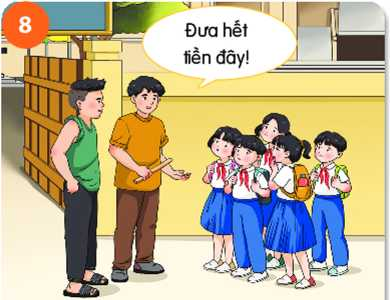 8
Đưa hết
tiền đây!